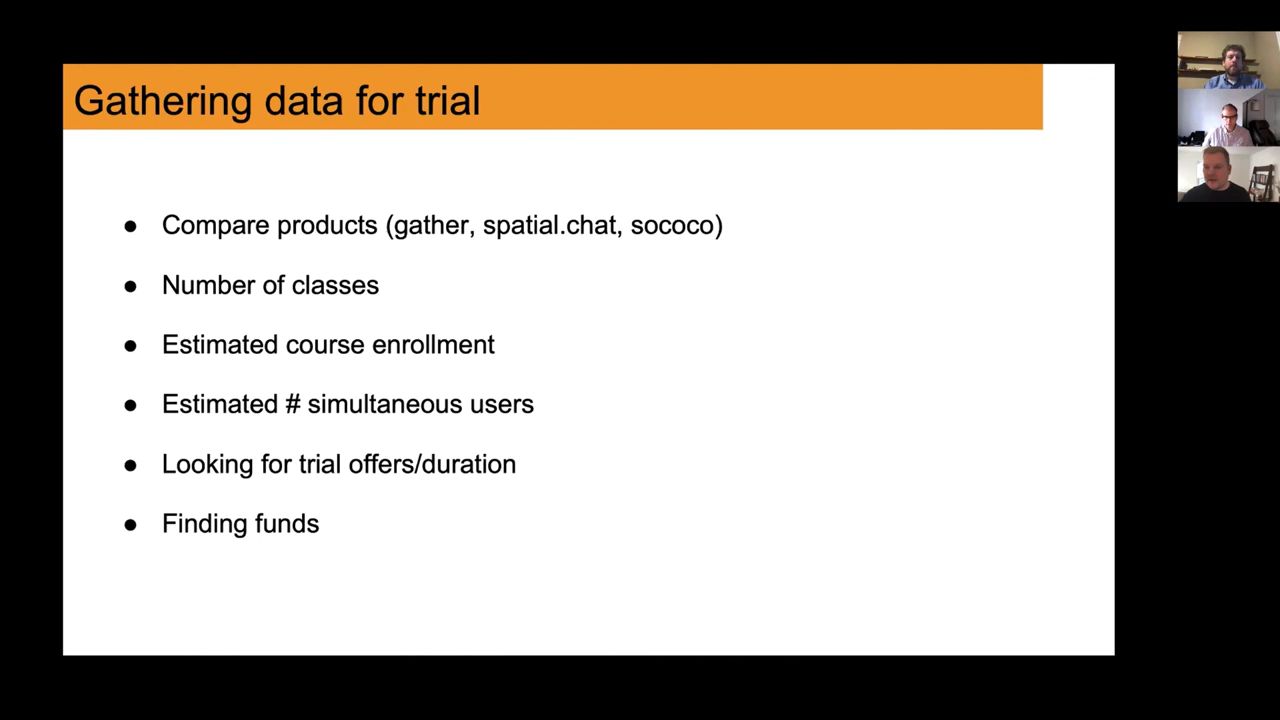 Gathering data for trial
● Compare products (gather, spatial.chat, sococo)
● Number of classes
● Estimated course enrollment
● Estimated # simultaneous users
● Looking for trial offers/duration
● Finding funds